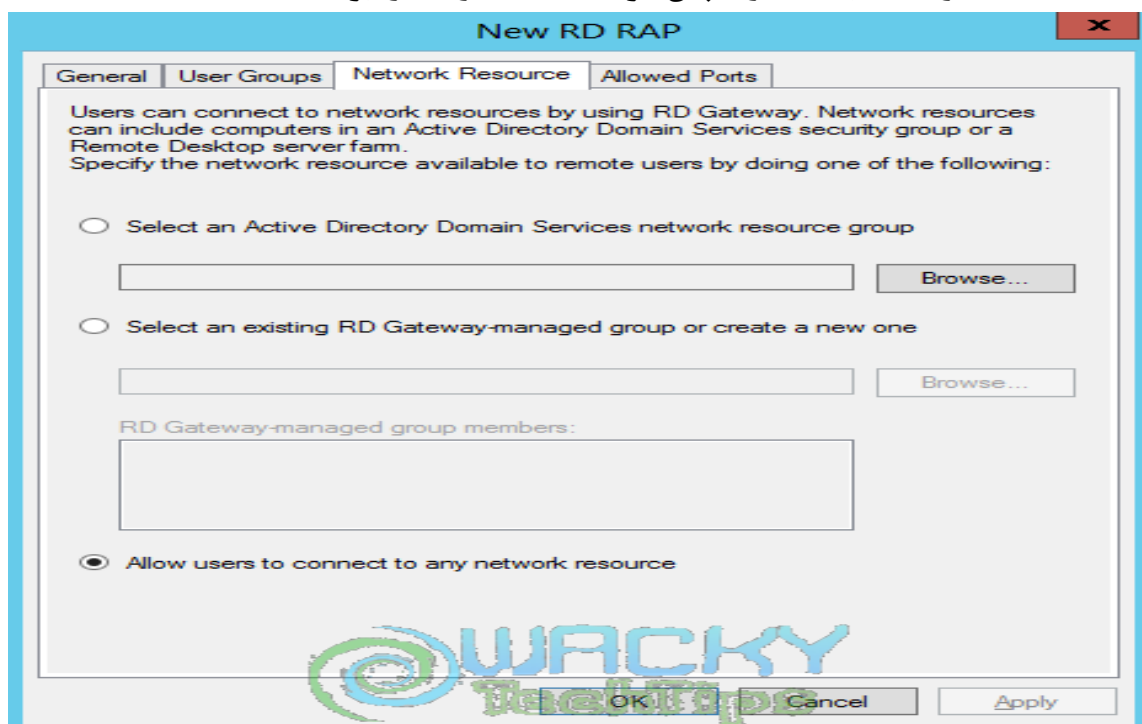 New RD RAP
x
General User Groups Network Resource Allowed Ports
Users can connect to network resources by using RD Gateway. Network resources
can include computers in an Active Directory Domain Services security group or a
Remote Desktop server farm.
Specify the network resource available to remote users by doing one of the following:
Select an Active Directory Domain Services network resource group
Browse...
Select an existing RD Gateway-managed group or create a new one
Browse...
RD Gateway-managed group members:
Allow users to connect to any network resource
WACKY
TechTips
OK Cancel Apply